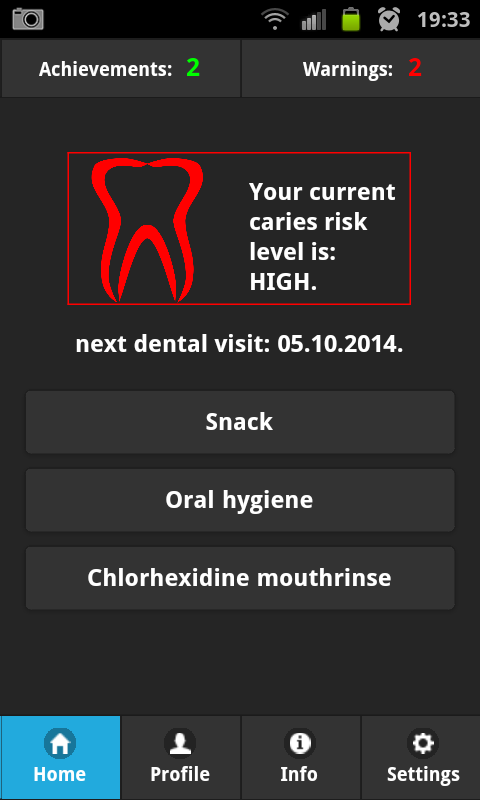 19:33
Achievements: 2
Warnings: 2
Your current
caries risk
level is:
HIGH.
next dental visit: 05.10.2014.
Snack
Oral hygiene
Chlorhexidine mouthrinse
Home
Profile
Info
Settings